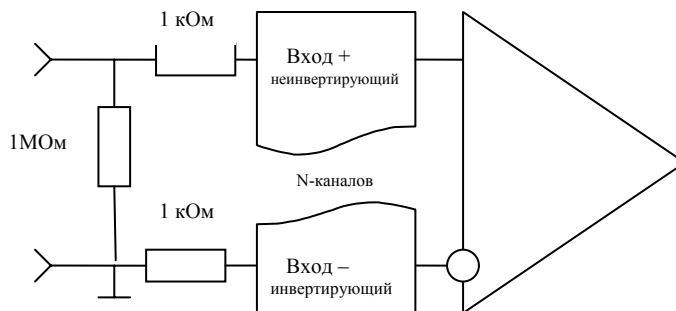 1 кОм
Вход +
неинвертирующий
1МОм
N-каналов
1 кОм
Вход –
инвертирующий